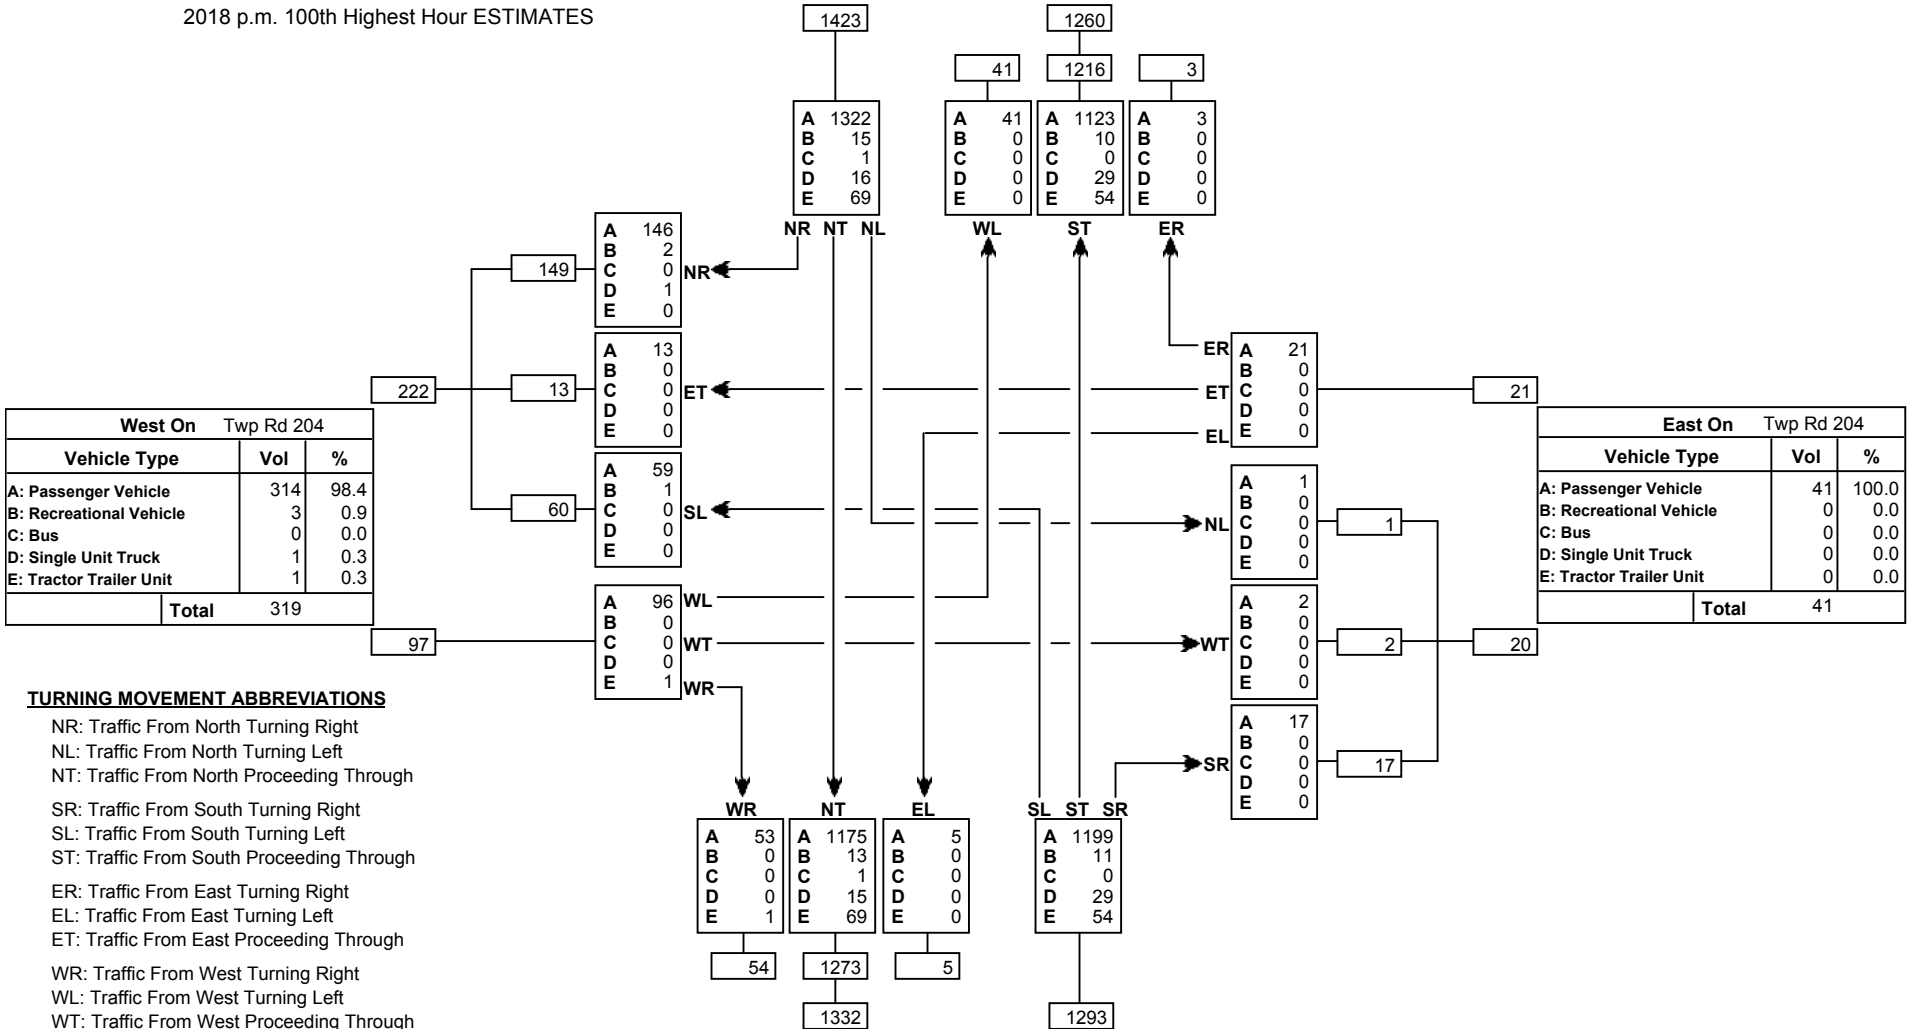 2018 p.m. 100th Highest Hour ESTIMATES
1423
1260
41
1216
3
A 1322
B 15
C 1
D 16
E 69
A 41
B 0
C 0
D 0
E 0
A 1123
B 10
C 0
D 29
E 54
A 3
B 0
C 0
D 0
E 0
NR NT NL
WL
ST
ER
149
A 146
B 2
C 0
D 1
E 0
NR
222
13
A 13
B 0
C 0
D 0
E 0
ET
60
A 59
B 1
C 0
D 0
E 0
SL
97
A 96
B 0
C 0
D 0
E 1
WL
WT
WR
West On Twp Rd 204
Vehicle Type Vol %
A: Passenger Vehicle 314 98.4
B: Recreational Vehicle 3 0.9
C: Bus 0 0.0
D: Single Unit Truck 1 0.3
E: Tractor Trailer Unit 1 0.3
Total 319
ER
ET
EL
A 21
B 0
C 0
D 0
E 0
21
NL
A 1
B 0
C 0
D 0
E 0
1
WT
A 2
B 0
C 0
D 0
E 0
2
20
SR
A 17
B 0
C 0
D 0
E 0
17
East On Twp Rd 204
Vehicle Type Vol %
A: Passenger Vehicle 41 100.0
B: Recreational Vehicle 0 0.0
C: Bus 0 0.0
D: Single Unit Truck 0 0.0
E: Tractor Trailer Unit 0 0.0
Total 41
TURNING MOVEMENT ABBREVIATIONS
NR: Traffic From North Turning Right
NL: Traffic From North Turning Left
NT: Traffic From North Proceeding Through
SR: Traffic From South Turning Right
SL: Traffic From South Turning Left
ST: Traffic From South Proceeding Through
ER: Traffic From East Turning Right
EL: Traffic From East Turning Left
ET: Traffic From East Proceeding Through
WR: Traffic From West Turning Right
WL: Traffic From West Turning Left
WT: Traffic From West Proceeding Through
WR
NT
EL
SL ST SR
A 53
B 0
C 0
D 0
E 1
A 1175
B 13
C 1
D 15
E 69
A 5
B 0
C 0
D 0
E 0
A 1199
B 11
C 0
D 29
E 54
54
1273
5
1332
1293